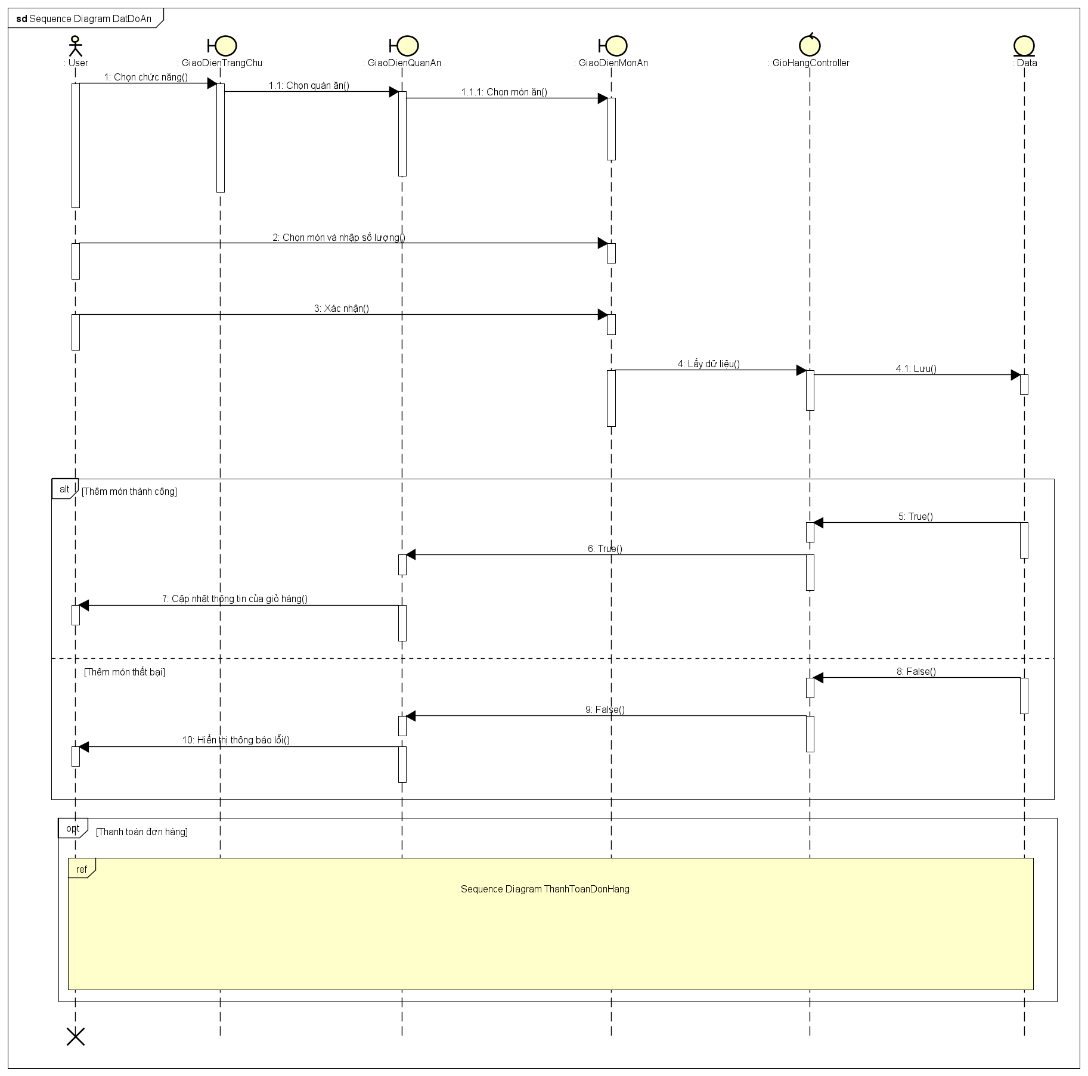 sd Sequence Diagram DatDoAn
: User
GiaoDienTrangChu
GiaoDienQuanAn
GiaoDienMonAn
GioHangController
: Data
1: Chọn chức năng()
1.1: Chọn quán ăn()
1.1.1: Chọn món ăn()
2: Chọn món và nhập số lượng()
3: Xác nhận()
4: Lấy dữ liệu()
4.1: Lưu()
alt
[Thêm món thành công]
5: True()
6: True()
7: Cập nhật thông tin của giỏ hàng()
[Thêm món thất bại]
8: False()
9: False()
10: Hiển thị thông báo lỗi()
opt
[Thanh toán đơn hàng]
ref
Sequence Diagram ThanhToanDonHang